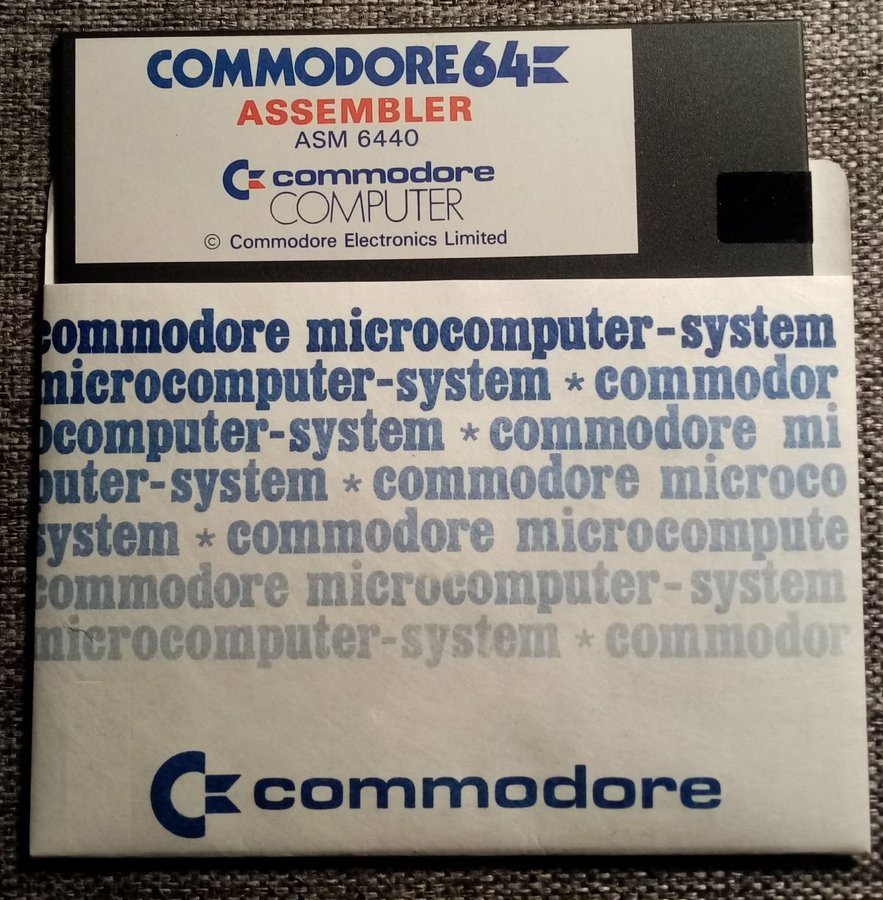 COMMODORE 64
ASSEMBLER
ASM 6440
commodore
COMPUTER
© Commodore Electronics Limited
commodore microcomputer-system
microcomputer-system * commodor
ocomputer-system * commodore mi
puter-system * commodore microco
system * commodore microcompute
commodore microcomputer-system
microcomputer-system * commodor
commodore